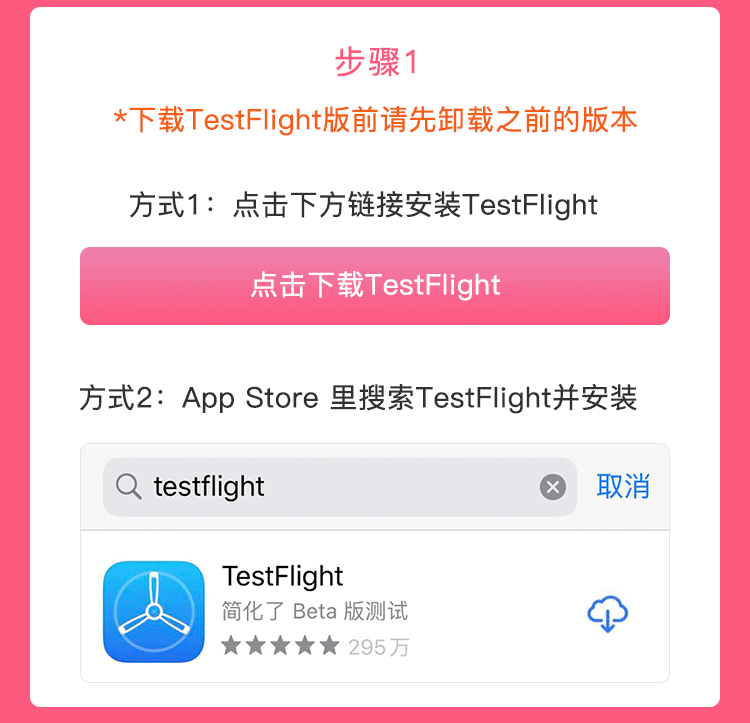 步骤1
*下载TestFlight版前请先卸载之前的版本
方式1：点击下方链接安装TestFlight
点击下载TestFlight
方式2：App Store 里搜索TestFlight并安装
testflight
取消
TestFlight
简化了 Beta 版测试
295万